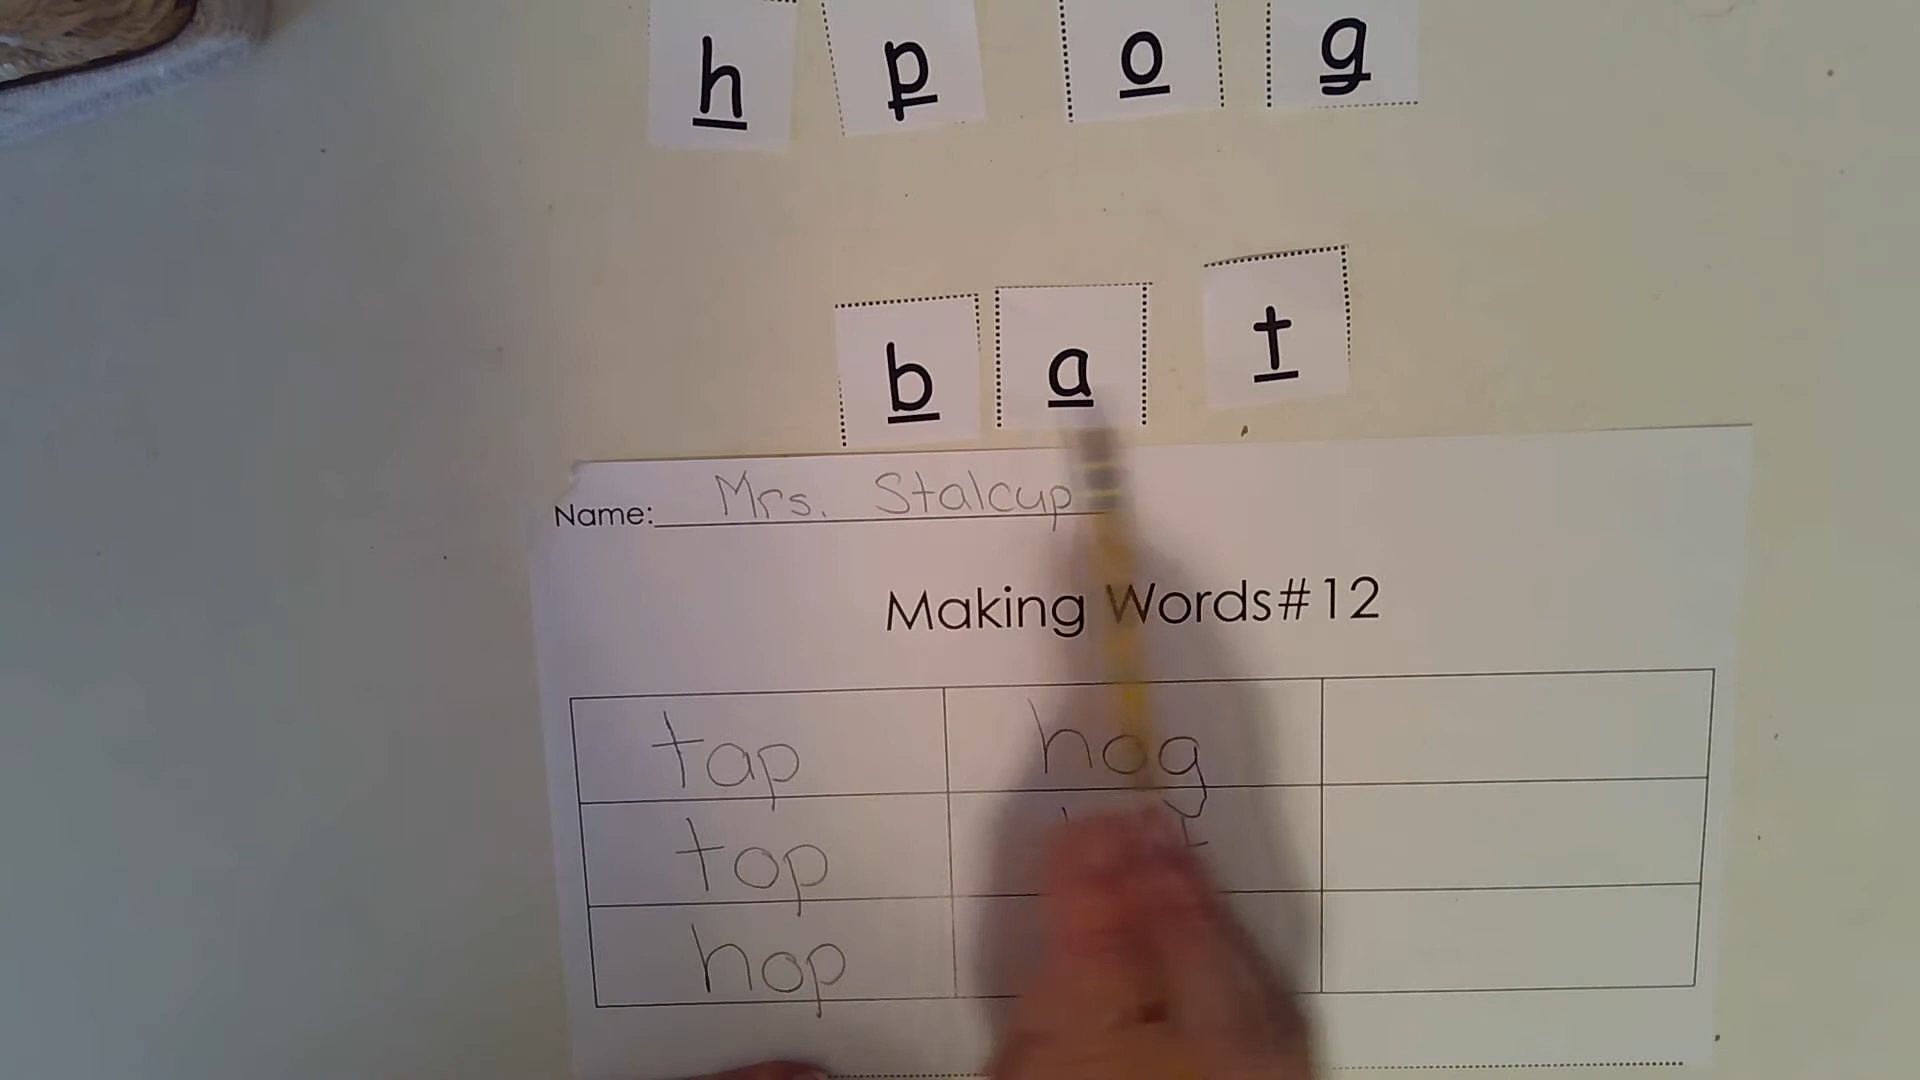 h p o g
b a t
Name: Mrs. Stalcup
Making Words#12
tap hog
top
hop